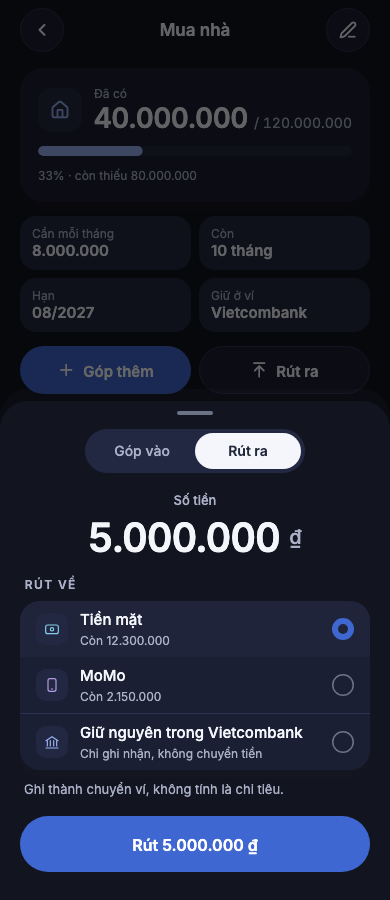 Mua nhà
Đã có
40.000.000 / 120.000.000
33% · còn thiếu 80.000.000
Cần mỗi tháng
8.000.000
Còn
10 tháng
Hạn
08/2027
Giữ ở ví
Vietcombank
Góp thêm
Rút ra
Góp vào
Rút ra
Số tiền
5.000.000 ₫
RÚT VỀ
Tiền mặt
Còn 12.300.000
MoMo
Còn 2.150.000
Giữ nguyên trong Vietcombank
Chỉ ghi nhận, không chuyển tiền
Ghi thành chuyển ví, không tính là chi tiêu.
Rút 5.000.000 ₫